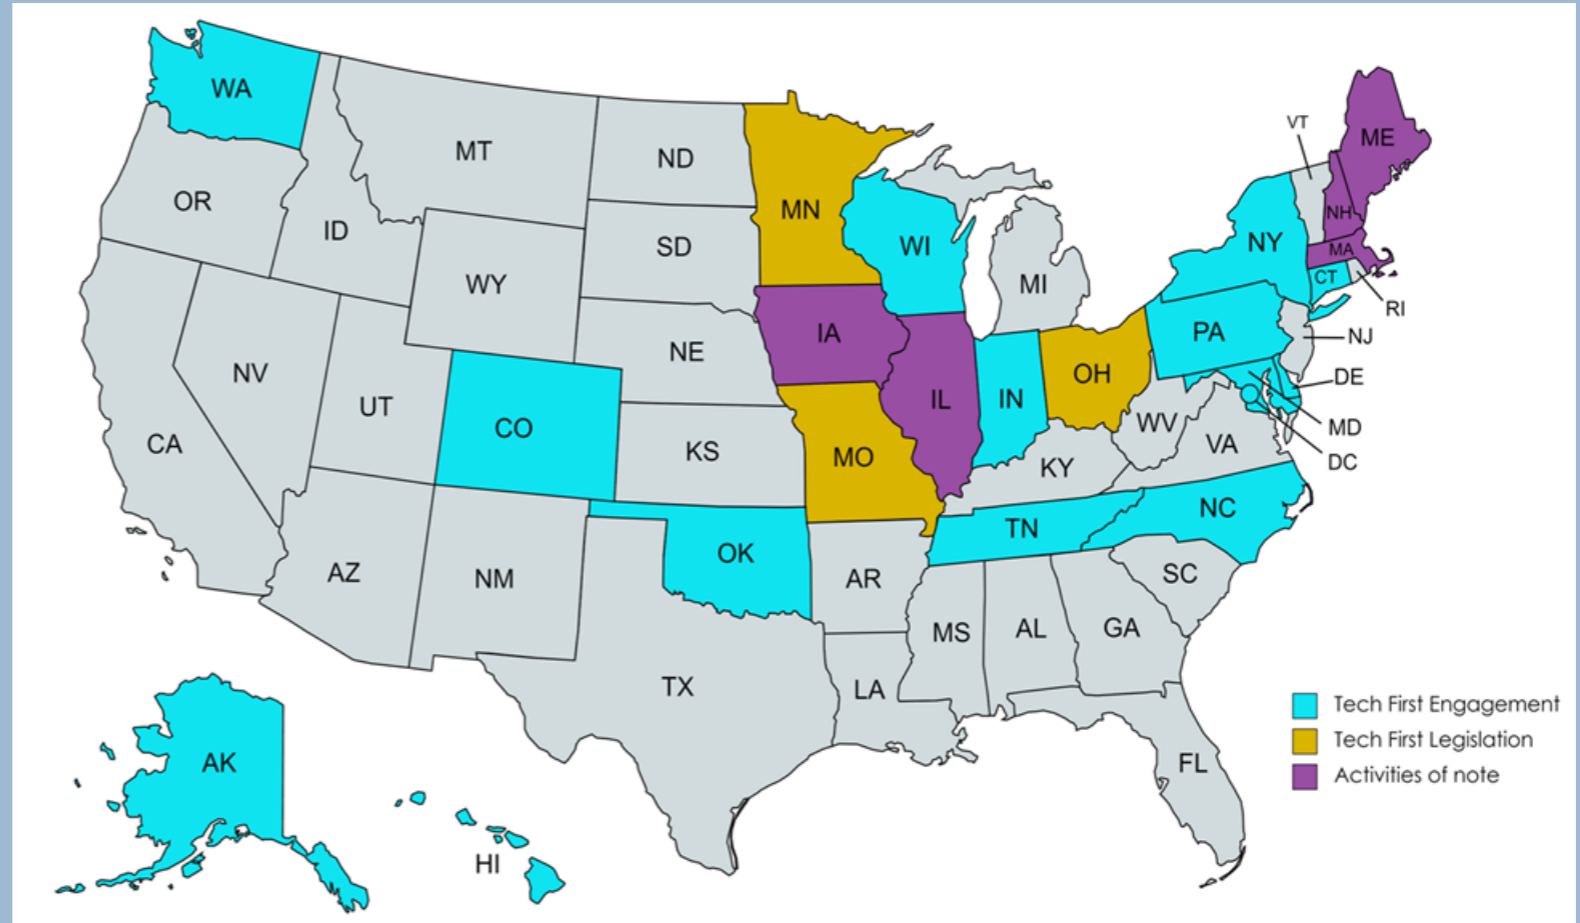 WA
MT
ND
MN
OR
ID
SD
WI
WY
MI
VT
ME
NH
NY
MA
CT
RI
PA
NJ
DE
MD
DC
IA
NE
NV
UT
CO
IL
IN
OH
CA
KS
MO
WV
VA
KY
NC
TN
OK
AZ
NM
AR
SC
MS
AL
GA
TX
LA
FL
AK
HI
Tech First Engagement
Tech First Legislation
Activities of note